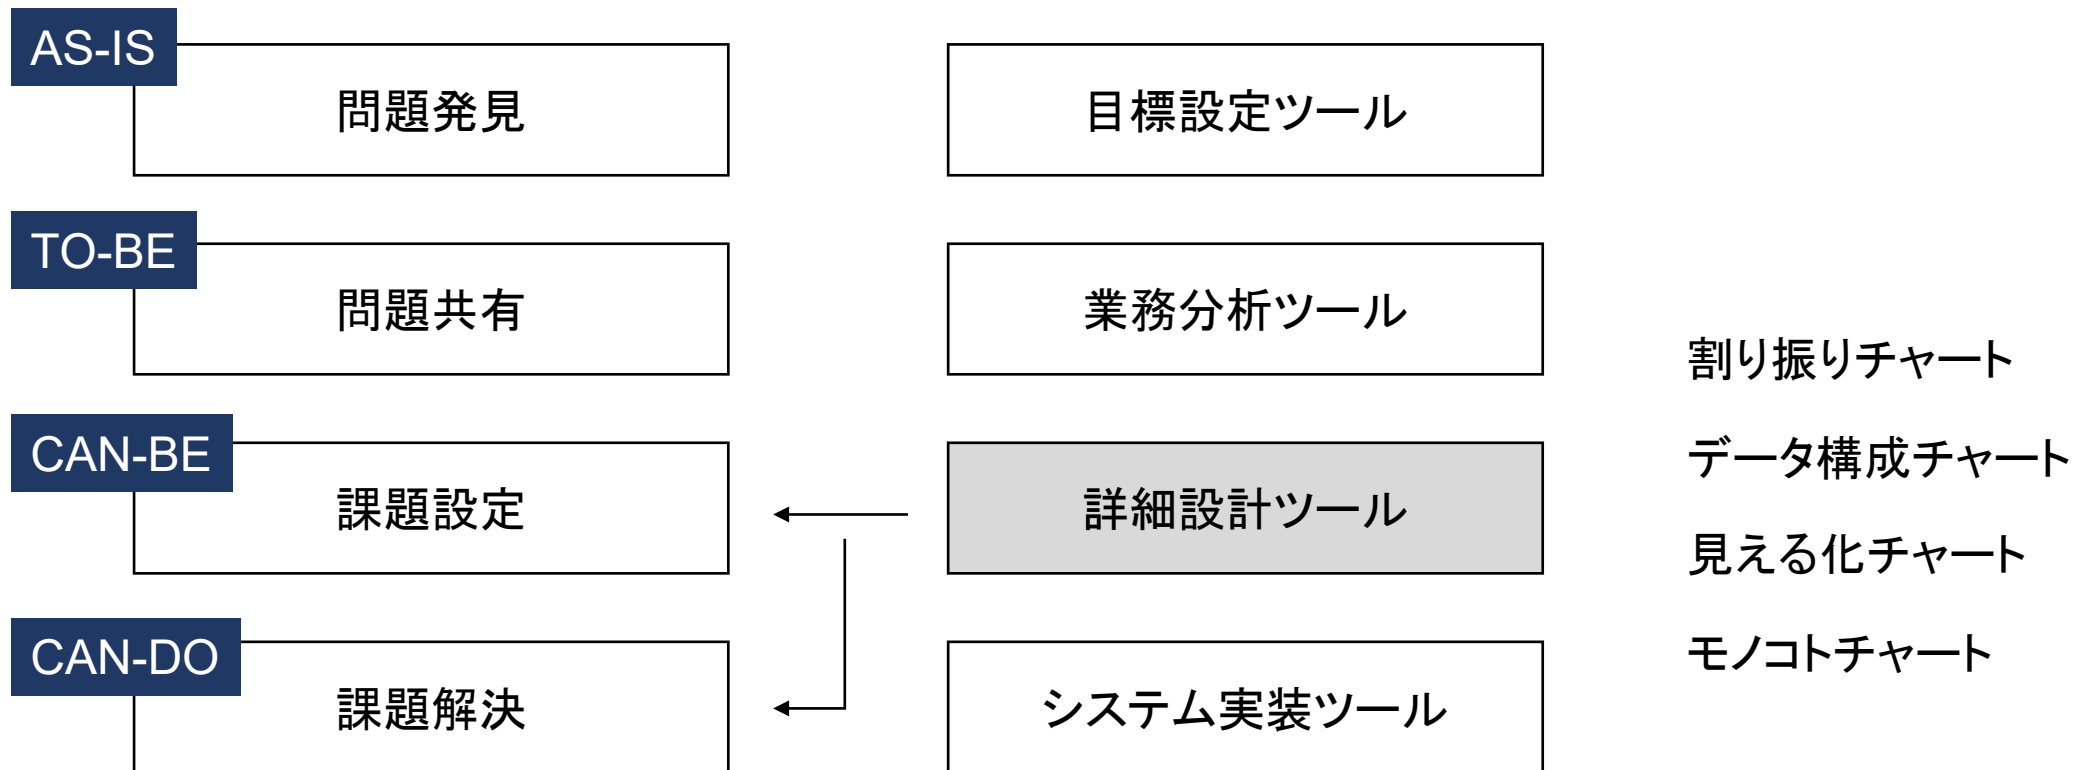 AS-IS
問題発見
目標設定ツール
TO-BE
問題共有
業務分析ツール
割り振りチャート
CAN-BE
データ構成チャート
課題設定
詳細設計ツール
見える化チャート
CAN-DO
モノコトチャート
課題解決
システム実装ツール